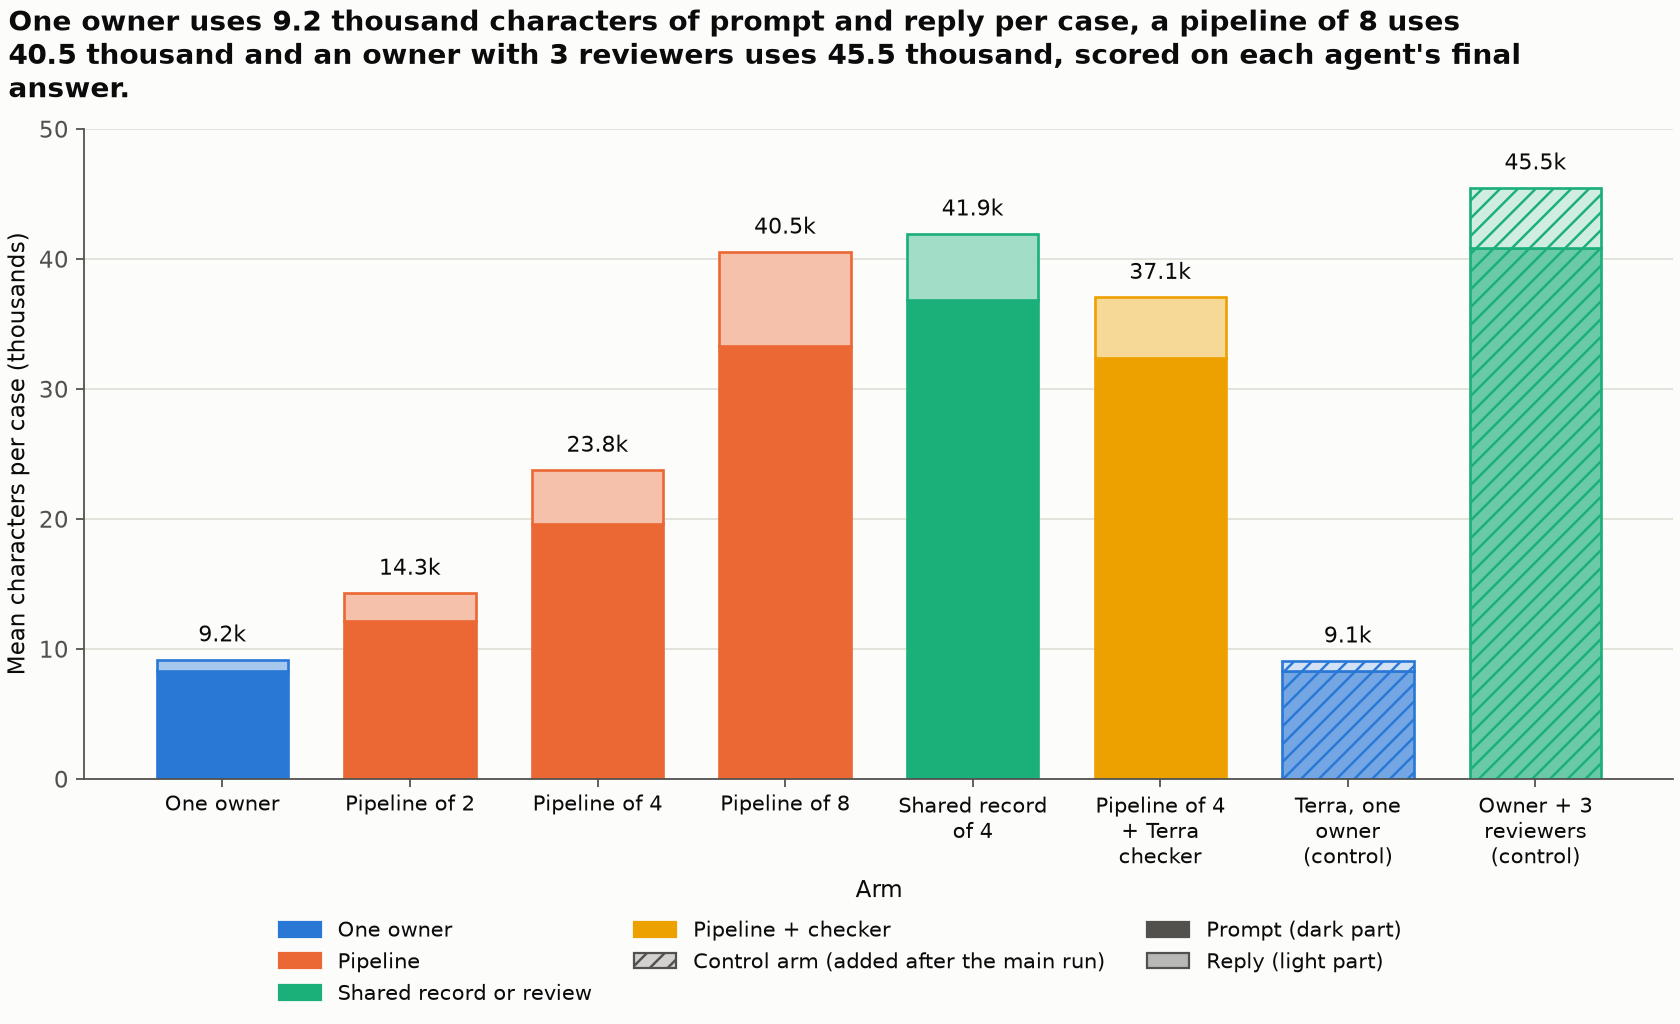 One owner uses 9.2 thousand characters of prompt and reply per case, a pipeline of 8 uses
40.5 thousand and an owner with 3 reviewers uses 45.5 thousand, scored on each agent's final
answer.
Mean characters per case (thousands)
50
40
30
20
10
0
9.2k
14.3k
23.8k
40.5k
41.9k
37.1k
9.1k
45.5k
One owner
Pipeline of 2
Pipeline of 4
Pipeline of 8
Shared record
of 4
Pipeline of 4
+ Terra
checker
Terra, one
owner
(control)
Owner + 3
reviewers
(control)
Arm
One owner
Pipeline
Shared record or review
Pipeline + checker
Control arm (added after the main run)
Prompt (dark part)
Reply (light part)